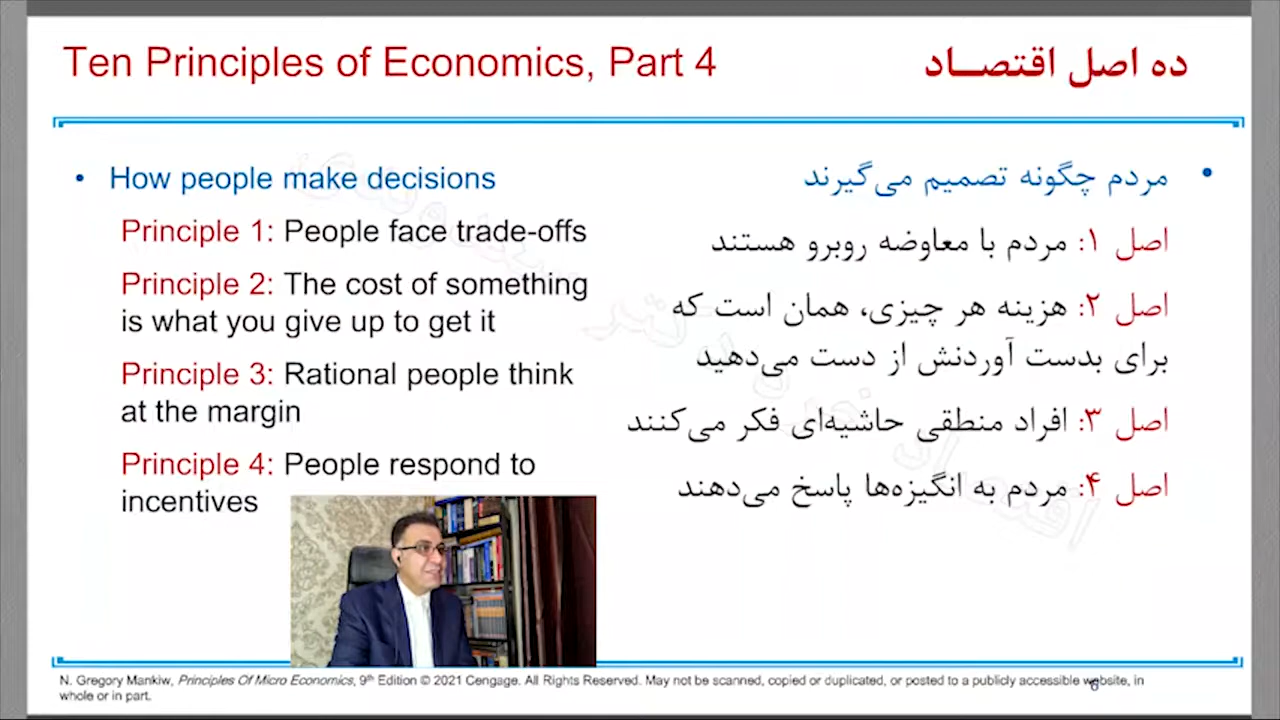 Ten Principles of Economics, Part 4
ده اصل اقتصـــاد
• How people make decisions
Principle 1: People face trade-offs
Principle 2: The cost of something
is what you give up to get it
Principle 3: Rational people think
at the margin
Principle 4: People respond to
incentives
• مردم چگونه تصمیم می‌گیرند
اصل ۱: مردم با معاوضه روبرو هستند
اصل ۲: هزینه هر چیزی، همان است که
برای بدست آوردنش از دست می‌دهید
اصل ۳: افراد منطقی حاشیه‌ای فکر می‌کنند
اصل ۴: مردم به انگیزه‌ها پاسخ می‌دهند
N. Gregory Mankiw, Principles Of Micro Economics, 9th Edition © 2021 Cengage. All Rights Reserved. May not be scanned, copied or duplicated, or posted to a publicly accessible website, in
whole or in part.
6